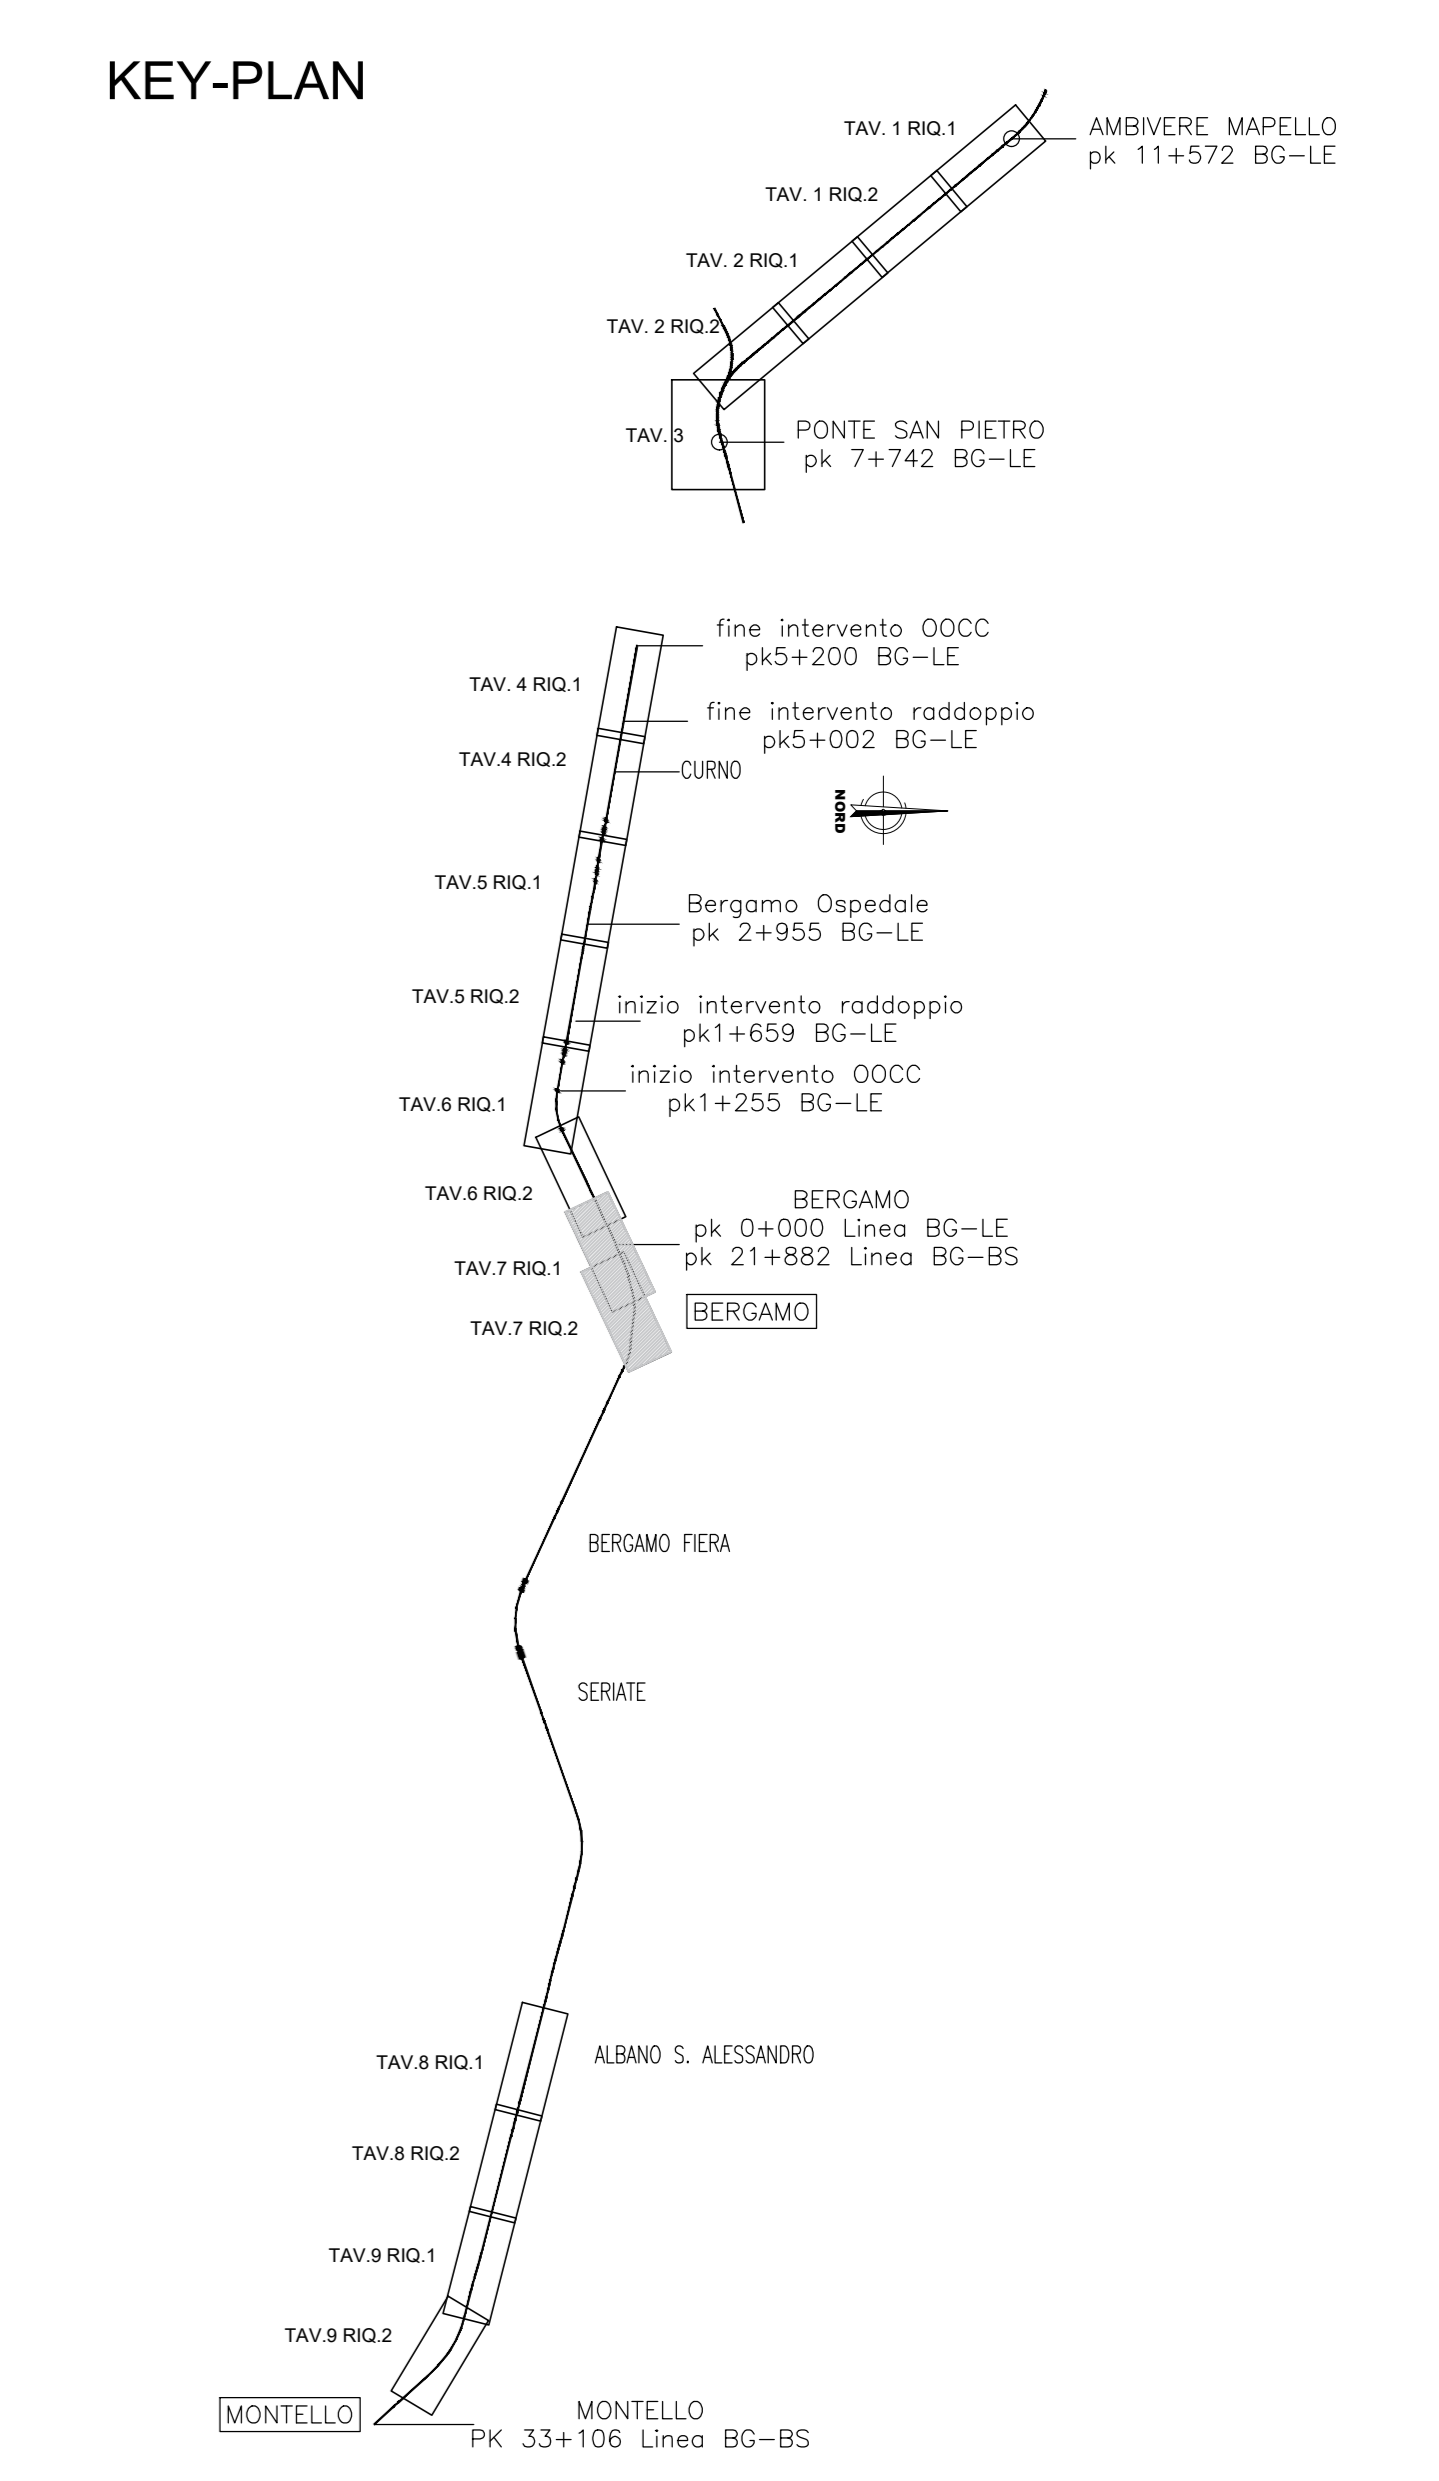 KEY-PLAN
TAV. 1 RIQ.1
AMBIVERE MAPELLO
pk 11+572 BG-LE
TAV. 1 RIQ.2
TAV. 2 RIQ.1
TAV. 2 RIQ.2
TAV. 3
PONTE SAN PIETRO
pk 7+742 BG-LE
fine intervento OOCC
pk5+200 BG-LE
TAV. 4 RIQ.1
fine intervento raddoppio
pk5+002 BG-LE
TAV.4 RIQ.2
CURNO
NORD
TAV.5 RIQ.1
Bergamo Ospedale
pk 2+955 BG-LE
TAV.5 RIQ.2
inizio intervento raddoppio
pk1+659 BG-LE
inizio intervento OOCC
pk1+255 BG-LE
TAV.6 RIQ.1
TAV.6 RIQ.2
BERGAMO
pk 0+000 Linea BG-LE
pk 21+882 Linea BG-BS
TAV.7 RIQ.1
BERGAMO
TAV.7 RIQ.2
BERGAMO FIERA
SERIATE
ALBANO S. ALESSANDRO
TAV.8 RIQ.1
TAV.8 RIQ.2
TAV.9 RIQ.1
TAV.9 RIQ.2
MONTELLO
MONTELLO
PK 33+106 Linea BG-BS